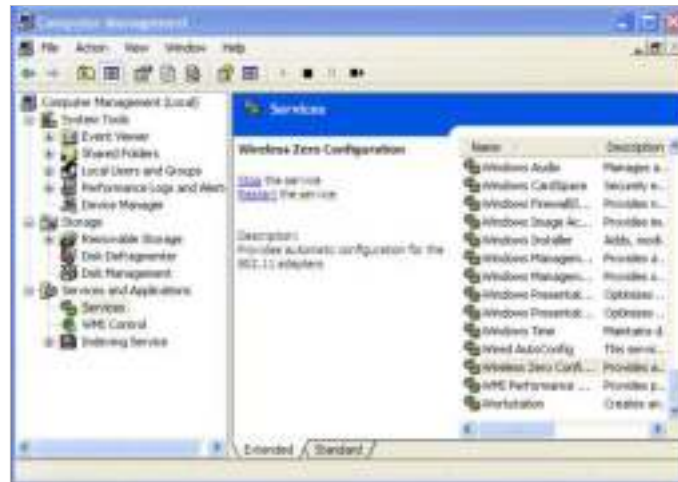 Computer Management
File Action View Window Help
Computer Management (Local)
System Tools
Event Viewer
Shared Folders
Local Users and Groups
Performance Logs and Alert
Device Manager
Storage
Removable Storage
Disk Defragmenter
Disk Management
Services and Applications
Services
WMI Control
Indexing Service
Services
Wireless Zero Configuration
Stop the service
Restart the service
Description:
Provides automatic configuration for the
802.11 adapters
Name Description
Windows Audio Manages a...
Windows CardSpace Securely e...
Windows Firewall/I... Provides n...
Windows Image Ac... Provides im...
Windows Installer Adds, modi...
Windows Managem... Provides a...
Windows Managem... Provides s...
Windows Presentat... Optimizes ...
Windows Presentat... Optimizes ...
Windows Time Maintains d...
Wired AutoConfig This servic...
Wireless Zero Confi... Provides a...
WMI Performance ... Provides p...
Workstation Creates an...
Extended Standard